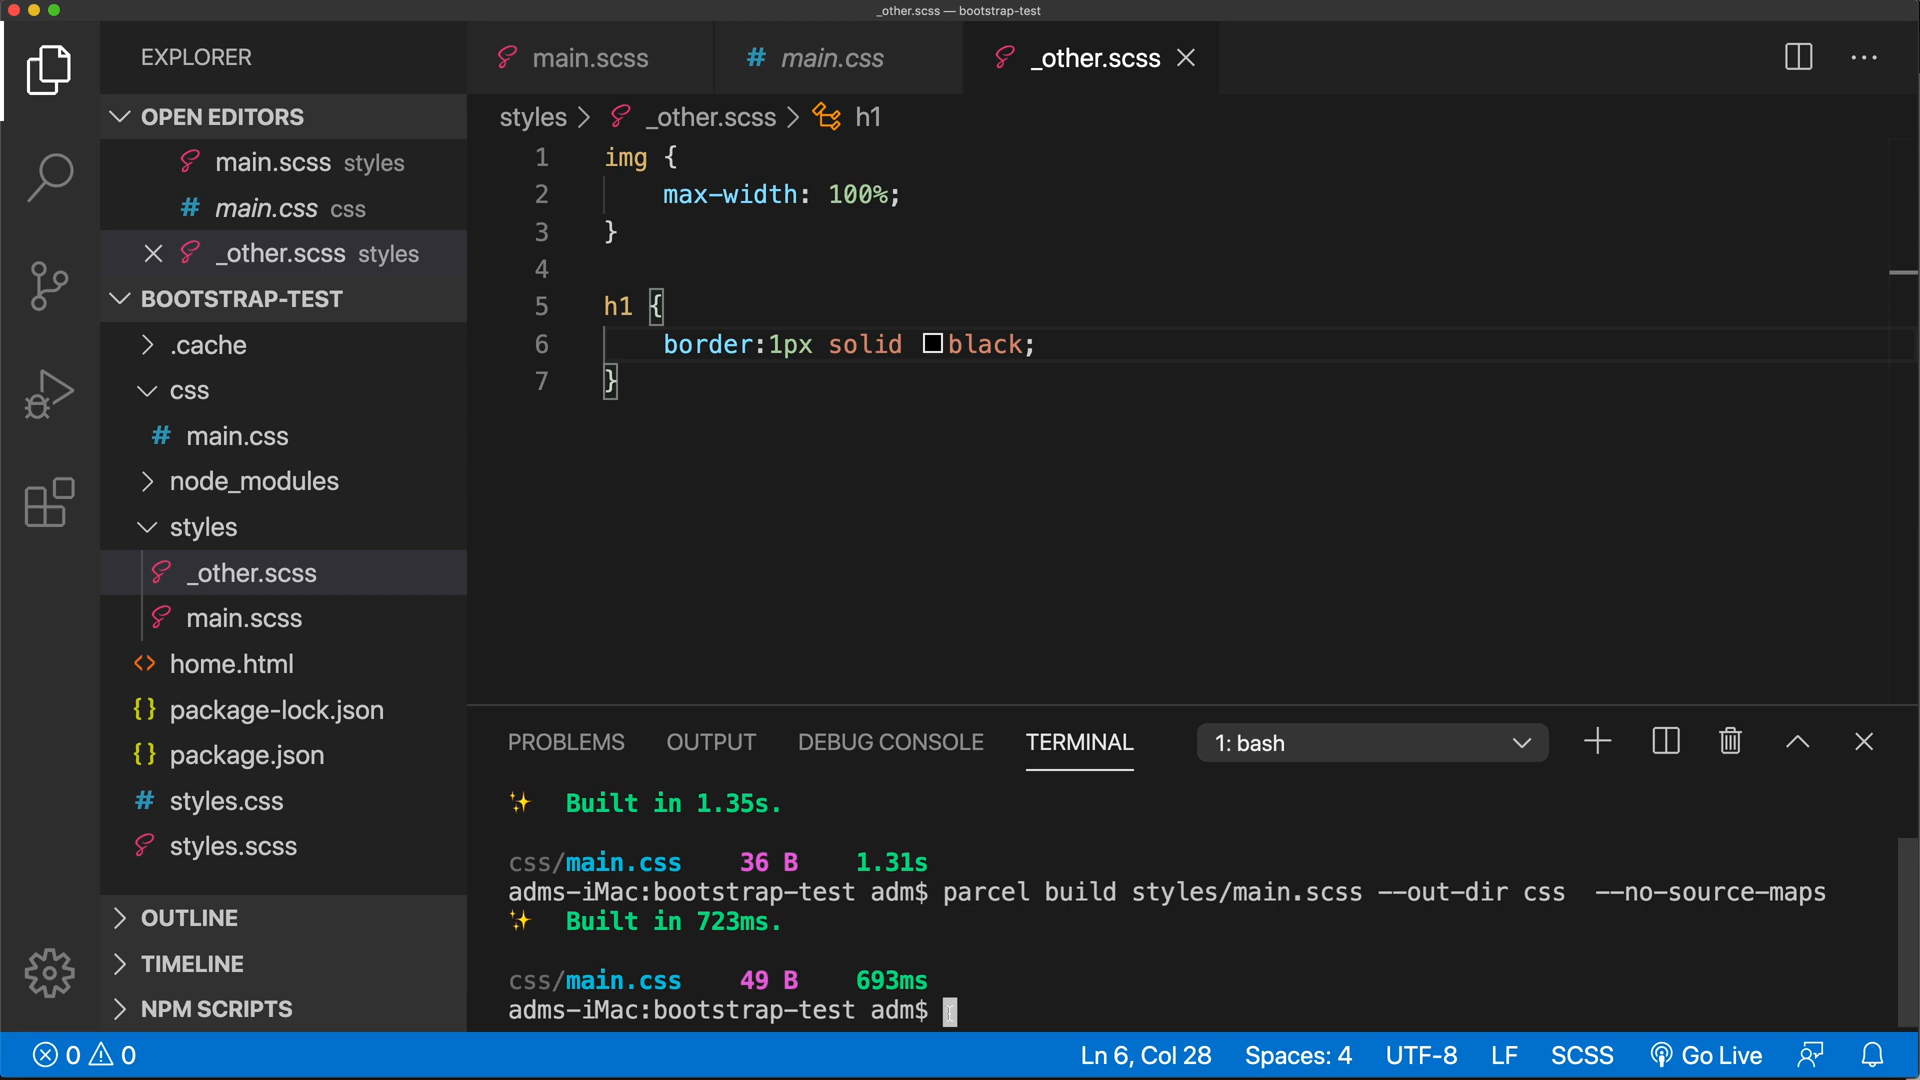 _other.scss — bootstrap-test
EXPLORER
main.scss
# main.css
_other.scss
OPEN EDITORS
main.scss styles
# main.css css
_other.scss styles
BOOTSTRAP-TEST
.cache
css
# main.css
node_modules
styles
_other.scss
main.scss
<> home.html
{} package-lock.json
{} package.json
# styles.css
styles.scss
OUTLINE
TIMELINE
NPM SCRIPTS
styles > _other.scss > h1
1 img {
2 max-width: 100%;
3 }
4
5 h1 {
6 border:1px solid black;
7 }
PROBLEMS OUTPUT DEBUG CONSOLE TERMINAL 1: bash
✨ Built in 1.35s.
css/main.css 36 B 1.31s
adms-iMac:bootstrap-test adm$ parcel build styles/main.scss --out-dir css --no-source-maps
✨ Built in 723ms.
css/main.css 49 B 693ms
adms-iMac:bootstrap-test adm$
0 0 Ln 6, Col 28 Spaces: 4 UTF-8 LF SCSS Go Live